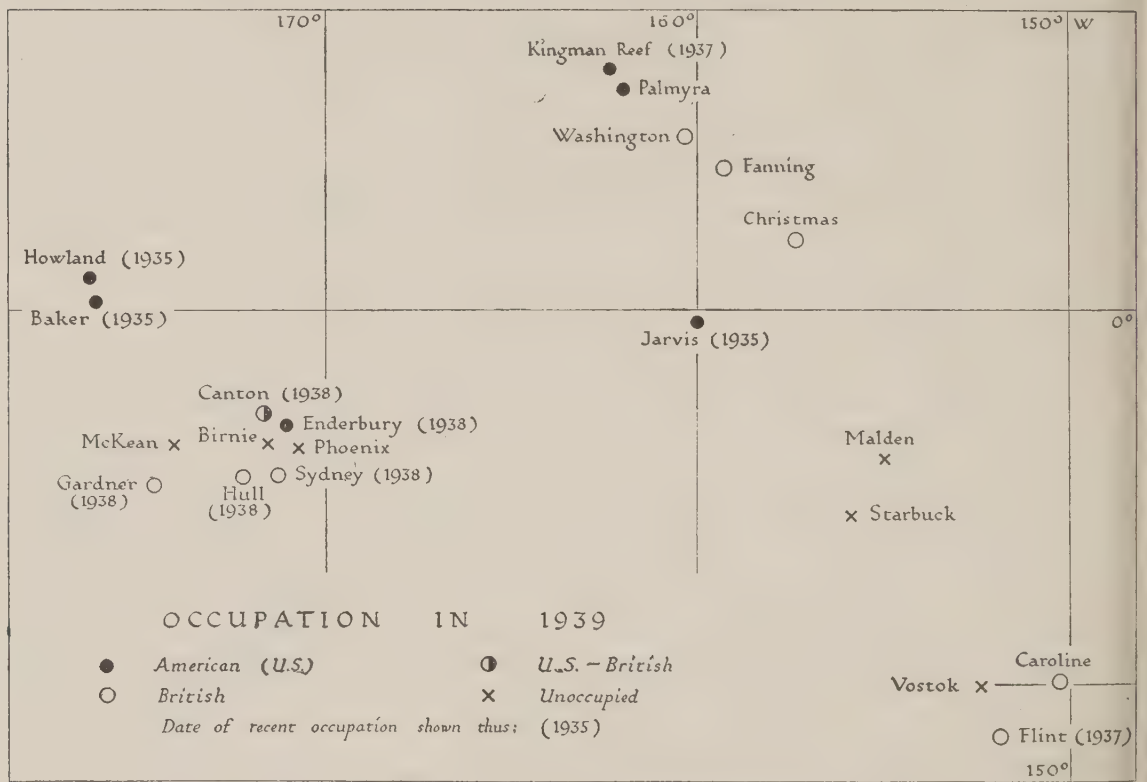 170°
160°
150° W
Kingman Reef (1937)
Palmyra
Washington
Fanning
Christmas
Howland (1935)
Baker (1935)
0°
Jarvis (1935)
Canton (1938)
Enderbury (1938)
McKean
Birnie
Phoenix
Malden
Gardner
(1938)
Hull
(1938)
Sydney (1938)
Starbuck
OCCUPATION IN 1939
American (U.S.)
U.S. – British
British
Unoccupied
Date of recent occupation shown thus: (1935)
Caroline
Vostok
Flint (1937)
150°